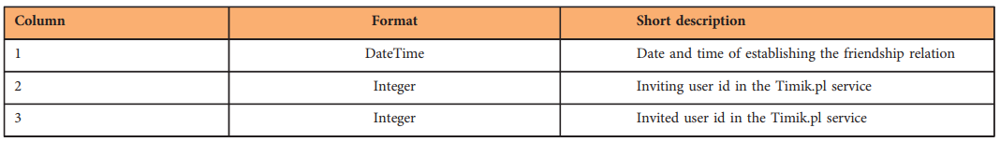 Column Format Short description
1 DateTime Date and time of establishing the friendship relation
2 Integer Inviting user id in the Timik.pl service
3 Integer Invited user id in the Timik.pl service